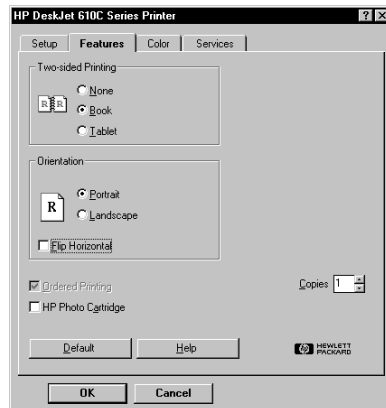 HP DeskJet 610C Series Printer
Setup Features Color Services
Two-sided Printing
None
R R Book
Tablet
Orientation
Portrait
R
Landscape
Flip Horizontal
Ordered Printing
Copies 1
HP Photo Cartridge
Default Help
hp HEWLETT
PACKARD
OK Cancel